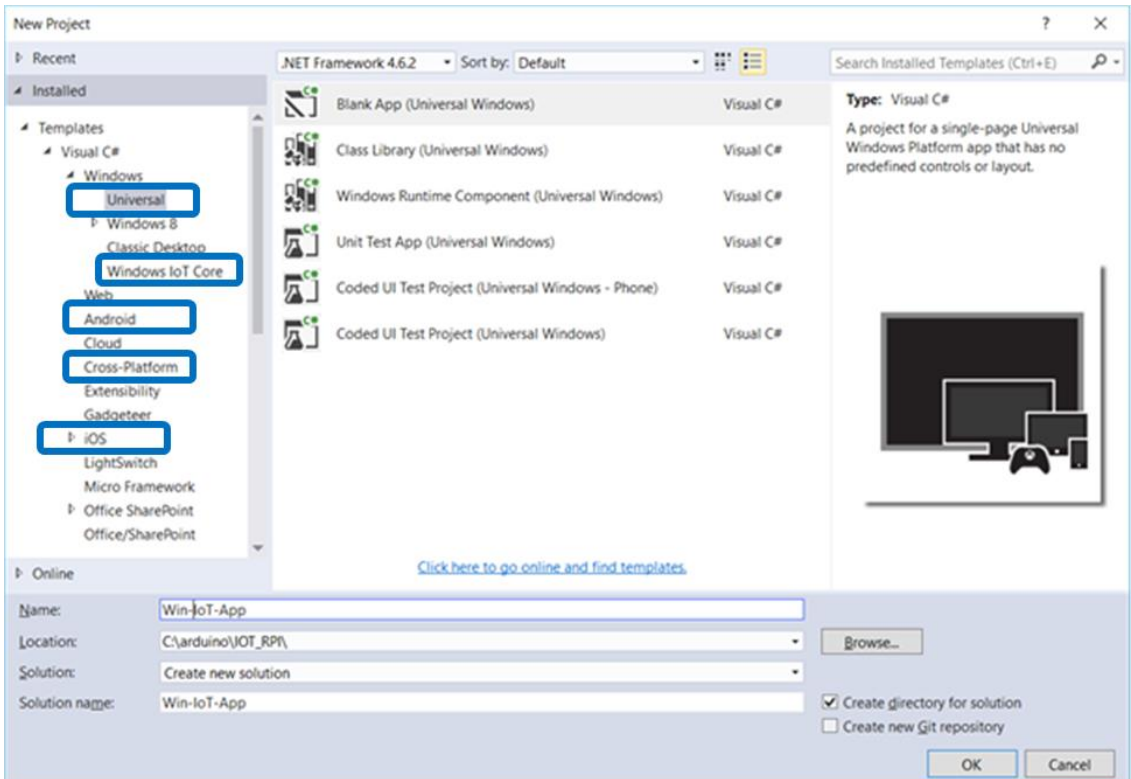 New Project
Recent
.NET Framework 4.6.2
Sort by: Default
Search Installed Templates (Ctrl+E)
Installed
Templates
Visual C#
Windows
Universal
Windows 8
Classic Desktop
Windows IoT Core
Web
Android
Cloud
Cross-Platform
Extensibility
Gadgeteer
iOS
LightSwitch
Micro Framework
Office SharePoint
Office/SharePoint
Online
Blank App (Universal Windows) Visual C#
Class Library (Universal Windows) Visual C#
Windows Runtime Component (Universal Windows) Visual C#
Unit Test App (Universal Windows) Visual C#
Coded UI Test Project (Universal Windows - Phone) Visual C#
Coded UI Test Project (Universal Windows) Visual C#
Click here to go online and find templates.
Type: Visual C#
A project for a single-page Universal
Windows Platform app that has no
predefined controls or layout.
Name: Win-IoT-App
Location: C:\arduino\IOT_RPI\
Browse...
Solution: Create new solution
Solution name: Win-IoT-App
Create directory for solution
Create new Git repository
OK
Cancel